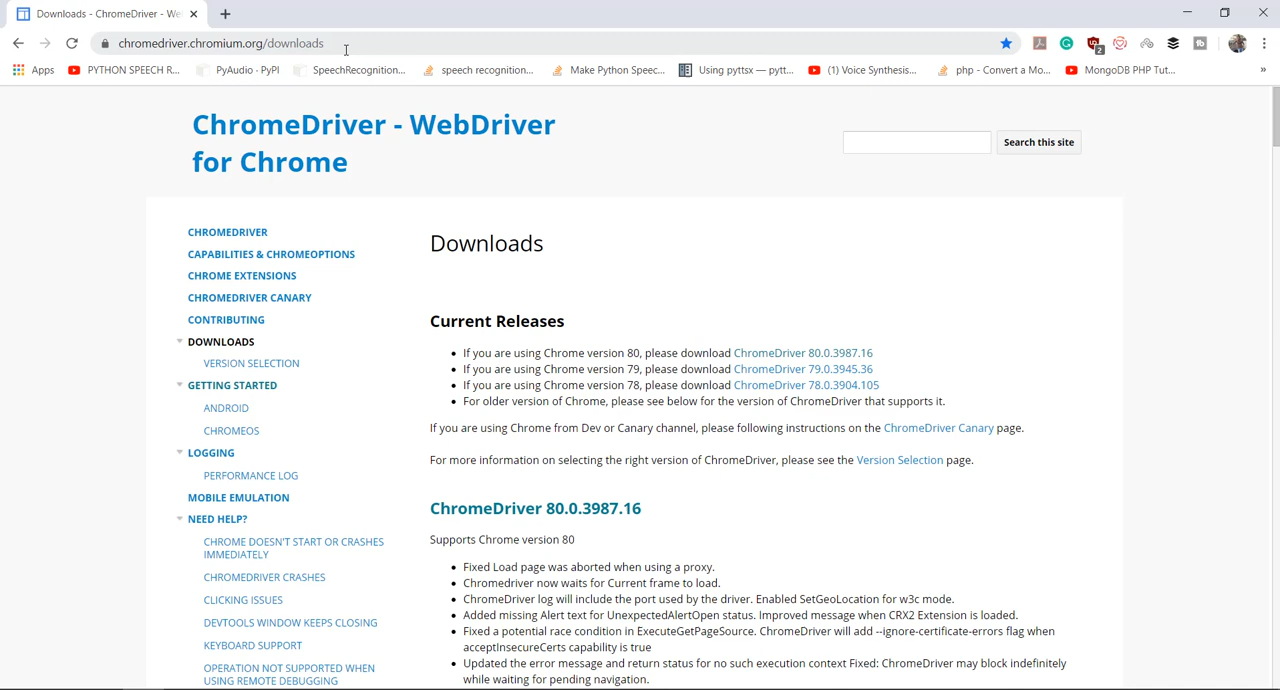 Downloads - ChromeDriver - We
chromedriver.chromium.org/downloads
2
Apps
PYTHON SPEECH R...
PyAudio · PyPI
SpeechRecognition...
speech recognition...
Make Python Speec...
Using pyttsx — pytt...
(1) Voice Synthesis...
php - Convert a Mo...
MongoDB PHP Tut...
»
ChromeDriver - WebDriver
for Chrome
Search this site
CHROMEDRIVER
CAPABILITIES & CHROMEOPTIONS
CHROME EXTENSIONS
CHROMEDRIVER CANARY
CONTRIBUTING
DOWNLOADS
VERSION SELECTION
GETTING STARTED
ANDROID
CHROMEOS
LOGGING
PERFORMANCE LOG
MOBILE EMULATION
NEED HELP?
CHROME DOESN'T START OR CRASHES
IMMEDIATELY
CHROMEDRIVER CRASHES
CLICKING ISSUES
DEVTOOLS WINDOW KEEPS CLOSING
KEYBOARD SUPPORT
OPERATION NOT SUPPORTED WHEN
USING REMOTE DEBUGGING
Downloads
Current Releases
• If you are using Chrome version 80, please download ChromeDriver 80.0.3987.16
• If you are using Chrome version 79, please download ChromeDriver 79.0.3945.36
• If you are using Chrome version 78, please download ChromeDriver 78.0.3904.105
• For older version of Chrome, please see below for the version of ChromeDriver that supports it.
If you are using Chrome from Dev or Canary channel, please following instructions on the ChromeDriver Canary page.
For more information on selecting the right version of ChromeDriver, please see the Version Selection page.
ChromeDriver 80.0.3987.16
Supports Chrome version 80
• Fixed Load page was aborted when using a proxy.
• Chromedriver now waits for Current frame to load.
• ChromeDriver log will include the port used by the driver. Enabled SetGeoLocation for w3c mode.
• Added missing Alert text for UnexpectedAlertOpen status. Improved message when CRX2 Extension is loaded.
• Fixed a potential race condition in ExecuteGetPageSource. ChromeDriver will add --ignore-certificate-errors flag when
acceptInsecureCerts capability is true
• Updated the error message and return status for no such execution context Fixed: ChromeDriver may block indefinitely
while waiting for pending navigation.